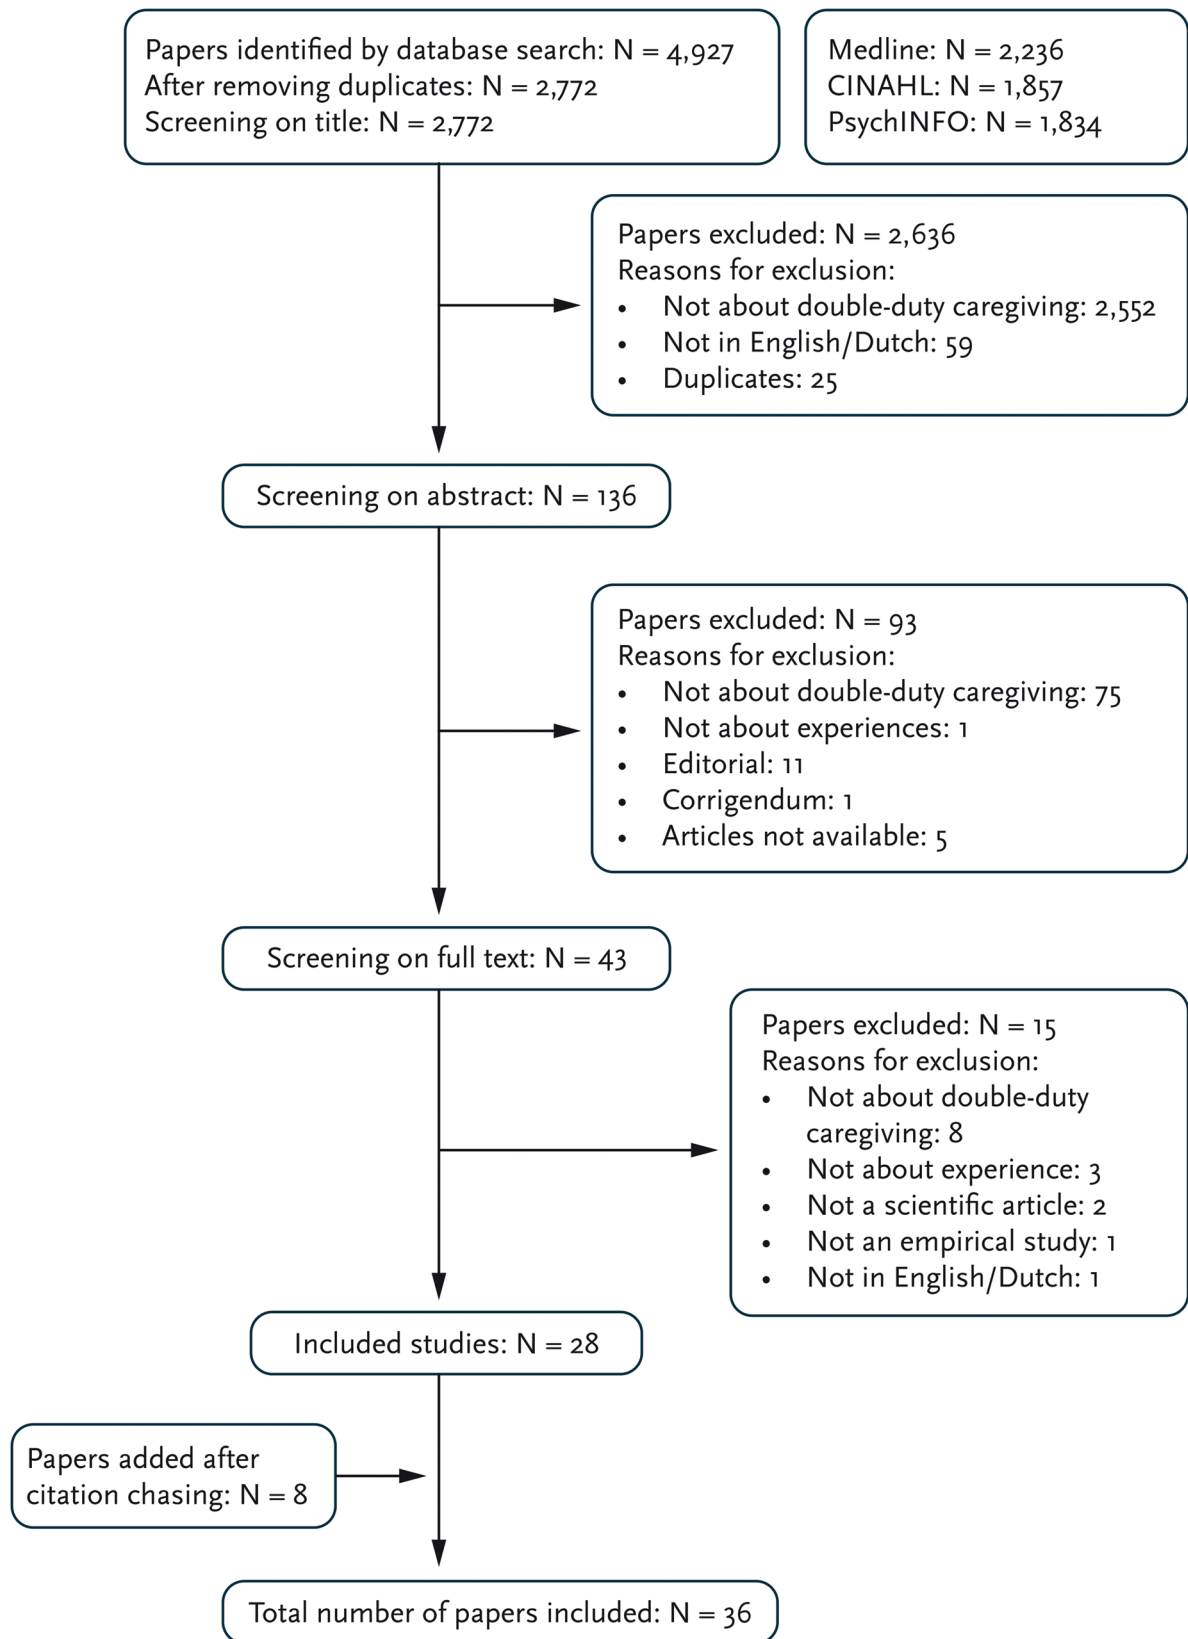 Papers identified by database search: N = 4,927
After removing duplicates: N = 2,772
Screening on title: N = 2,772
Medline: N = 2,236
CINAHL: N = 1,857
PsychINFO: N = 1,834
Papers excluded: N = 2,636
Reasons for exclusion:
• Not about double-duty caregiving: 2,552
• Not in English/Dutch: 59
• Duplicates: 25
Screening on abstract: N = 136
Papers excluded: N = 93
Reasons for exclusion:
• Not about double-duty caregiving: 75
• Not about experiences: 1
• Editorial: 11
• Corrigendum: 1
• Articles not available: 5
Screening on full text: N = 43
Papers excluded: N = 15
Reasons for exclusion:
• Not about double-duty
caregiving: 8
• Not about experience: 3
• Not a scientific article: 2
• Not an empirical study: 1
• Not in English/Dutch: 1
Included studies: N = 28
Papers added after
citation chasing: N = 8
Total number of papers included: N = 36